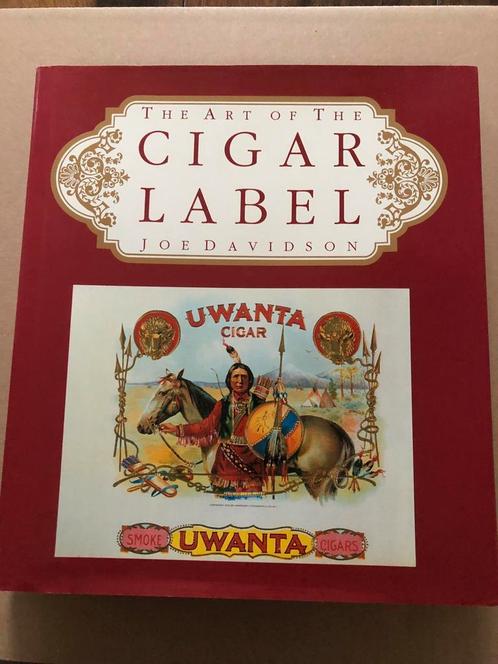 THE ART OF THE
CIGAR
LABEL
JOE DAVIDSON
UWANTA
CIGAR
SMOKE UWANTA CIGARS